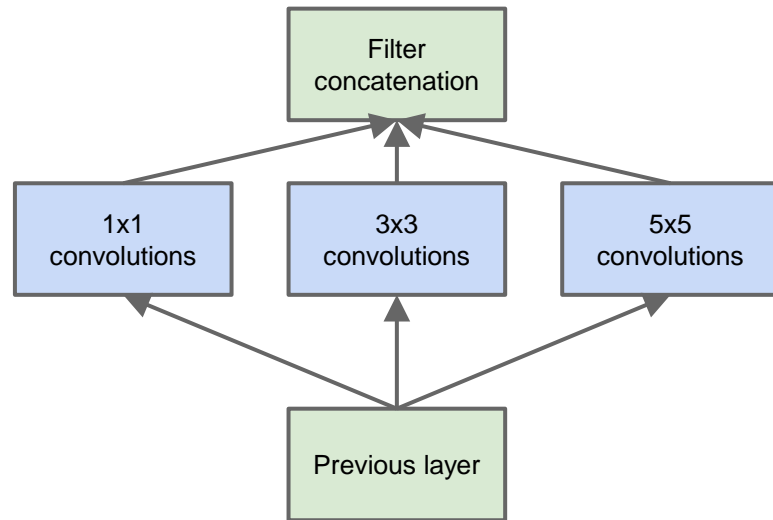 Filter
concatenation
1x1
convolutions
3x3
convolutions
5x5
convolutions
Previous layer